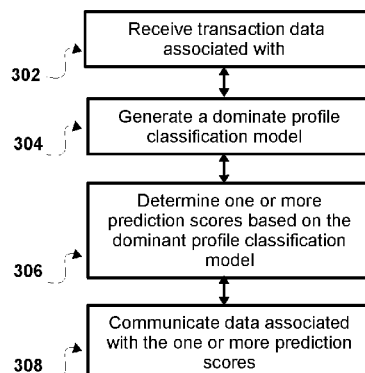 Receive transaction data
associated with
302
Generate a dominate profile
classification model
304
Determine one or more
prediction scores based on the
dominant profile classification
model
306
Communicate data associated
with the one or more prediction
scores
308